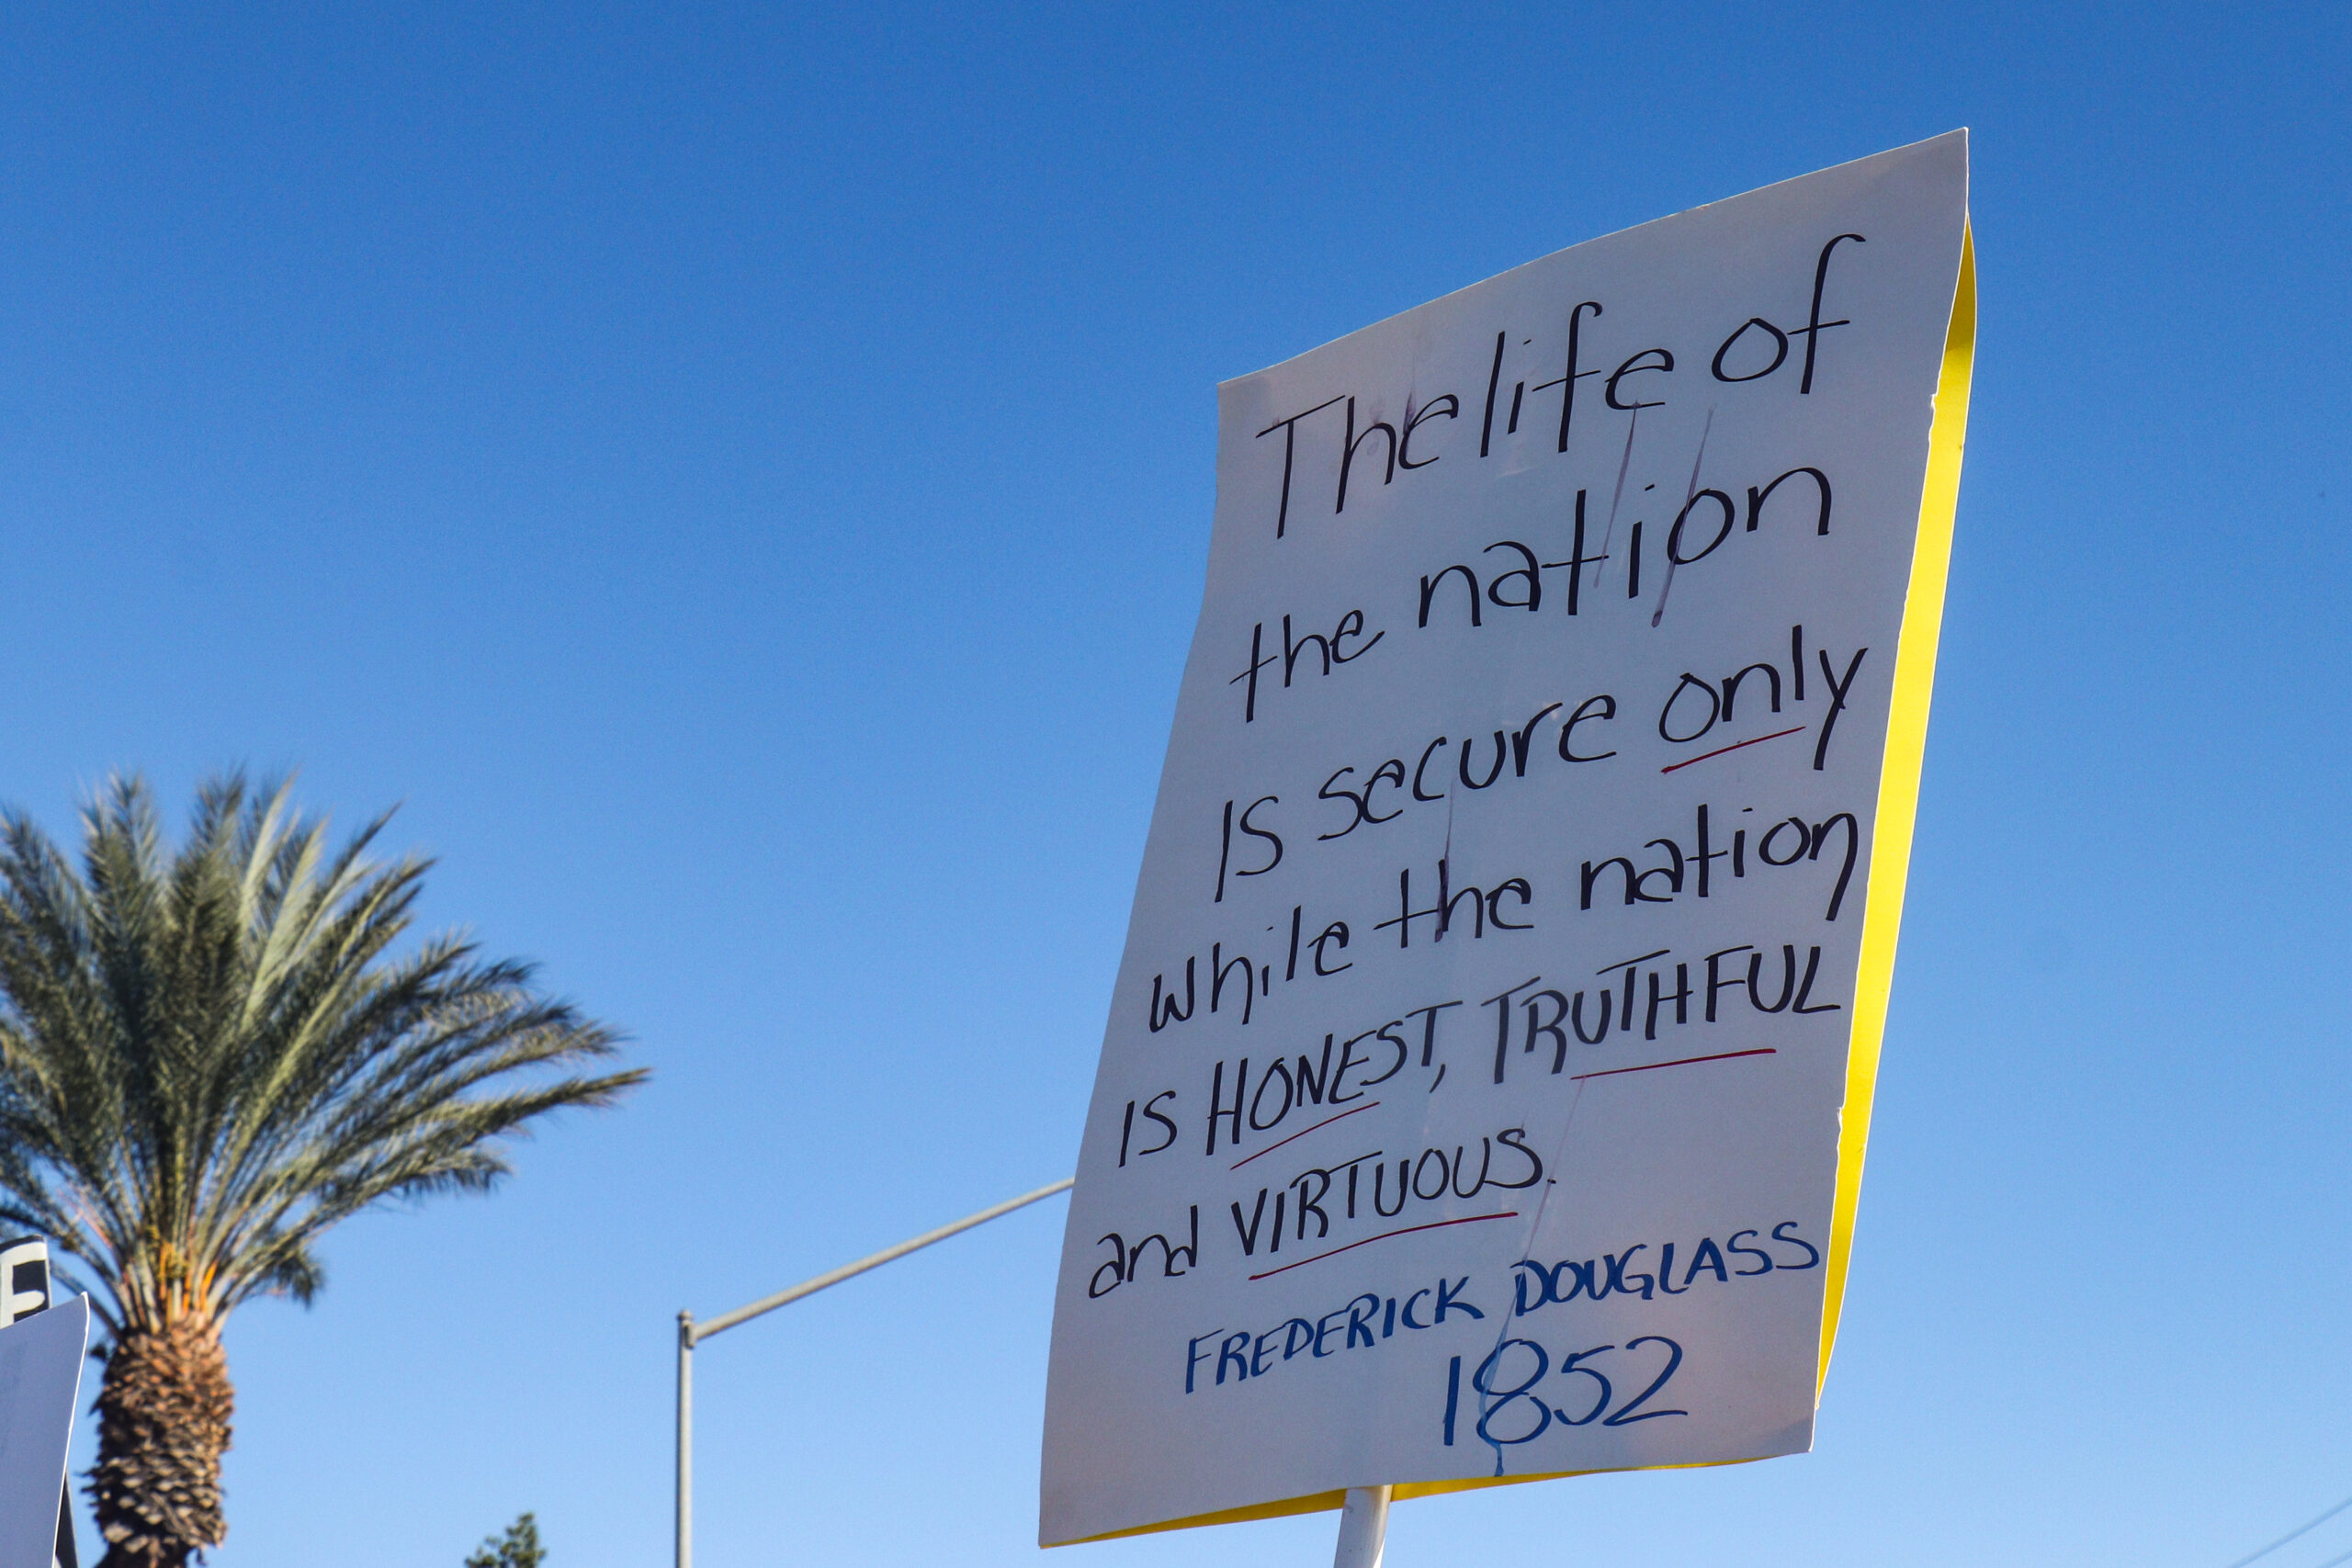 The life of
the nation
IS secure only
while the nation
IS HONEST, TRUTHFUL
and VIRTUOUS.
FREDERICK DOUGLASS
1852